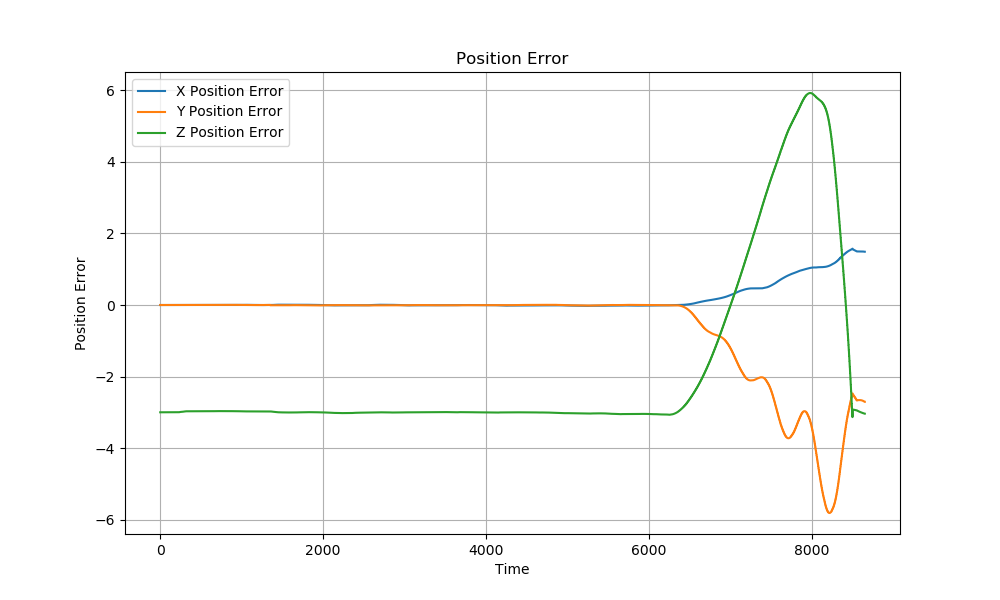 Position Error
X Position Error
Y Position Error
Z Position Error
6
4
2
0
−2
−4
−6
Position Error
0 2000 4000 6000 8000
Time